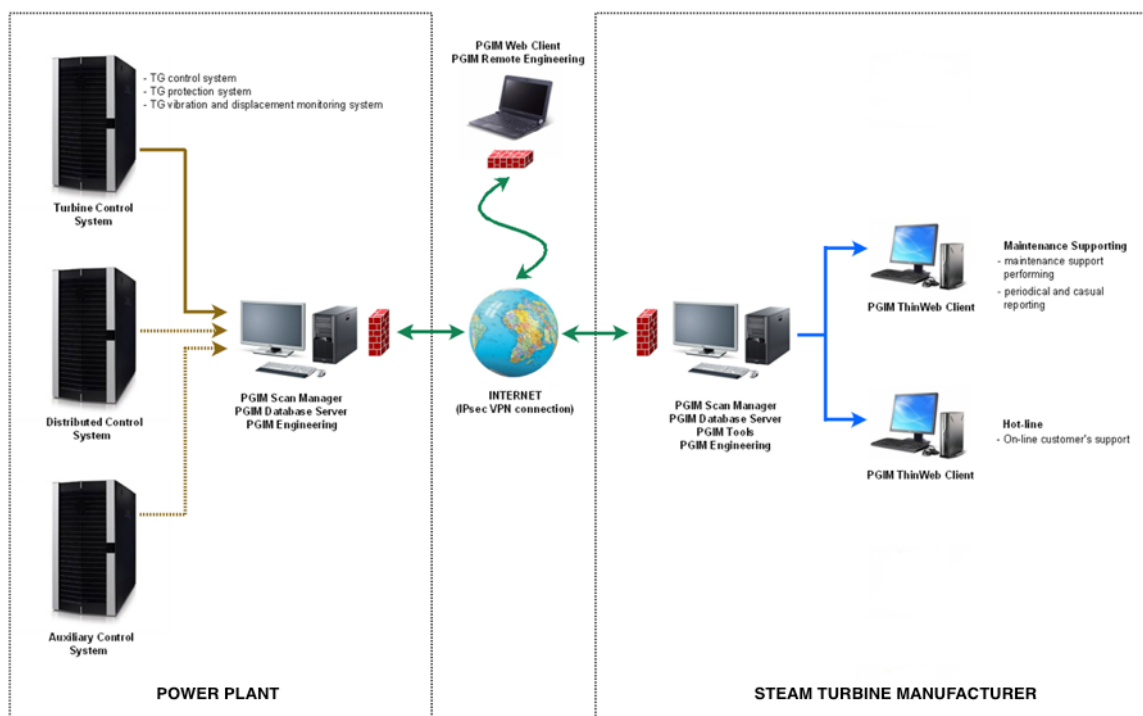 - TG control system
- TG protection system
- TG vibration and displacement monitoring system
Turbine Control
System
Distributed Control
System
Auxiliary Control
System
PGIM Scan Manager
PGIM Database Server
PGIM Engineering
POWER PLANT
PGIM Web Client
PGIM Remote Engineering
INTERNET
(IPsec VPN connection)
PGIM Scan Manager
PGIM Database Server
PGIM Tools
PGIM Engineering
PGIM ThinWeb Client
Maintenance Supporting
- maintenance support
performing
- periodical and casual
reporting
PGIM ThinWeb Client
Hot-line
- On-line customer's support
STEAM TURBINE MANUFACTURER